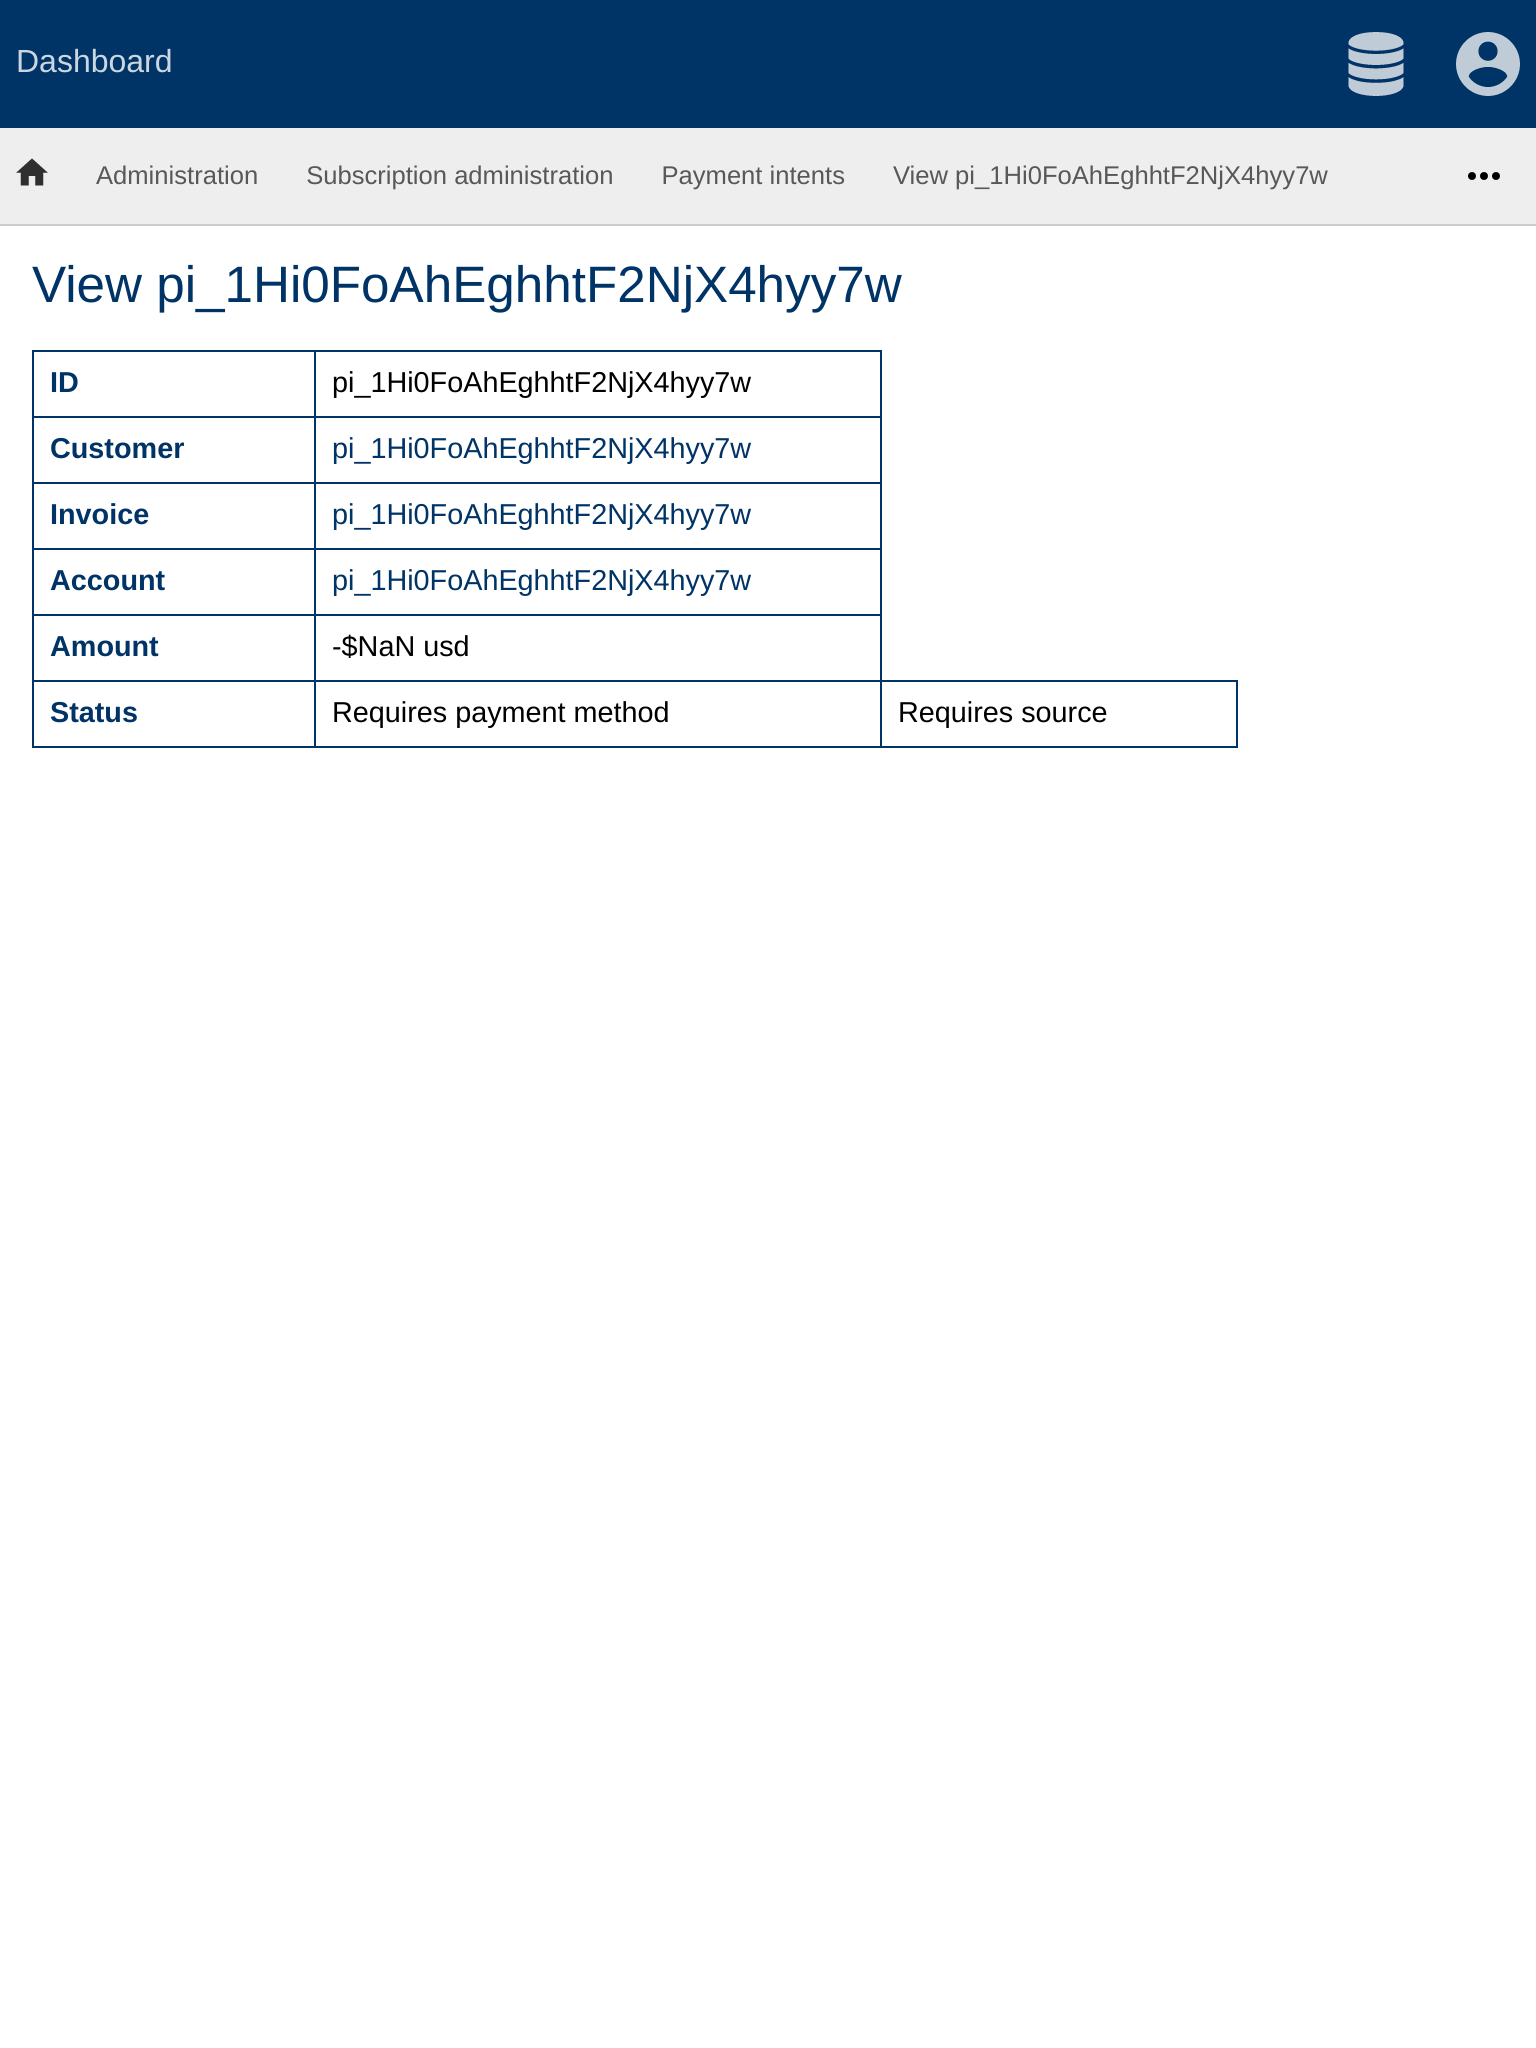 Dashboard
Administration Subscription administration Payment intents View pi_1Hi0FoAhEghhtF2NjX4hyy7w
View pi_1Hi0FoAhEghhtF2NjX4hyy7w
ID pi_1Hi0FoAhEghhtF2NjX4hyy7w
Customer pi_1Hi0FoAhEghhtF2NjX4hyy7w
Invoice pi_1Hi0FoAhEghhtF2NjX4hyy7w
Account pi_1Hi0FoAhEghhtF2NjX4hyy7w
Amount -$NaN usd
Status Requires payment method Requires source